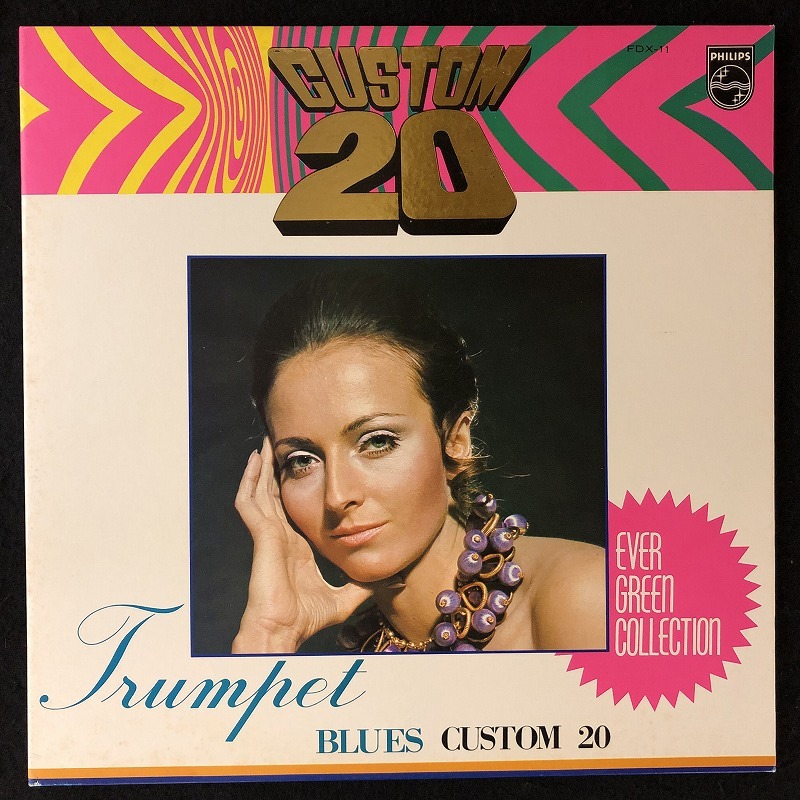 CUSTOM
20
FDX-11
PHILIPS
EVER
GREEN
COLLECTION
Trumpet
BLUES CUSTOM 20